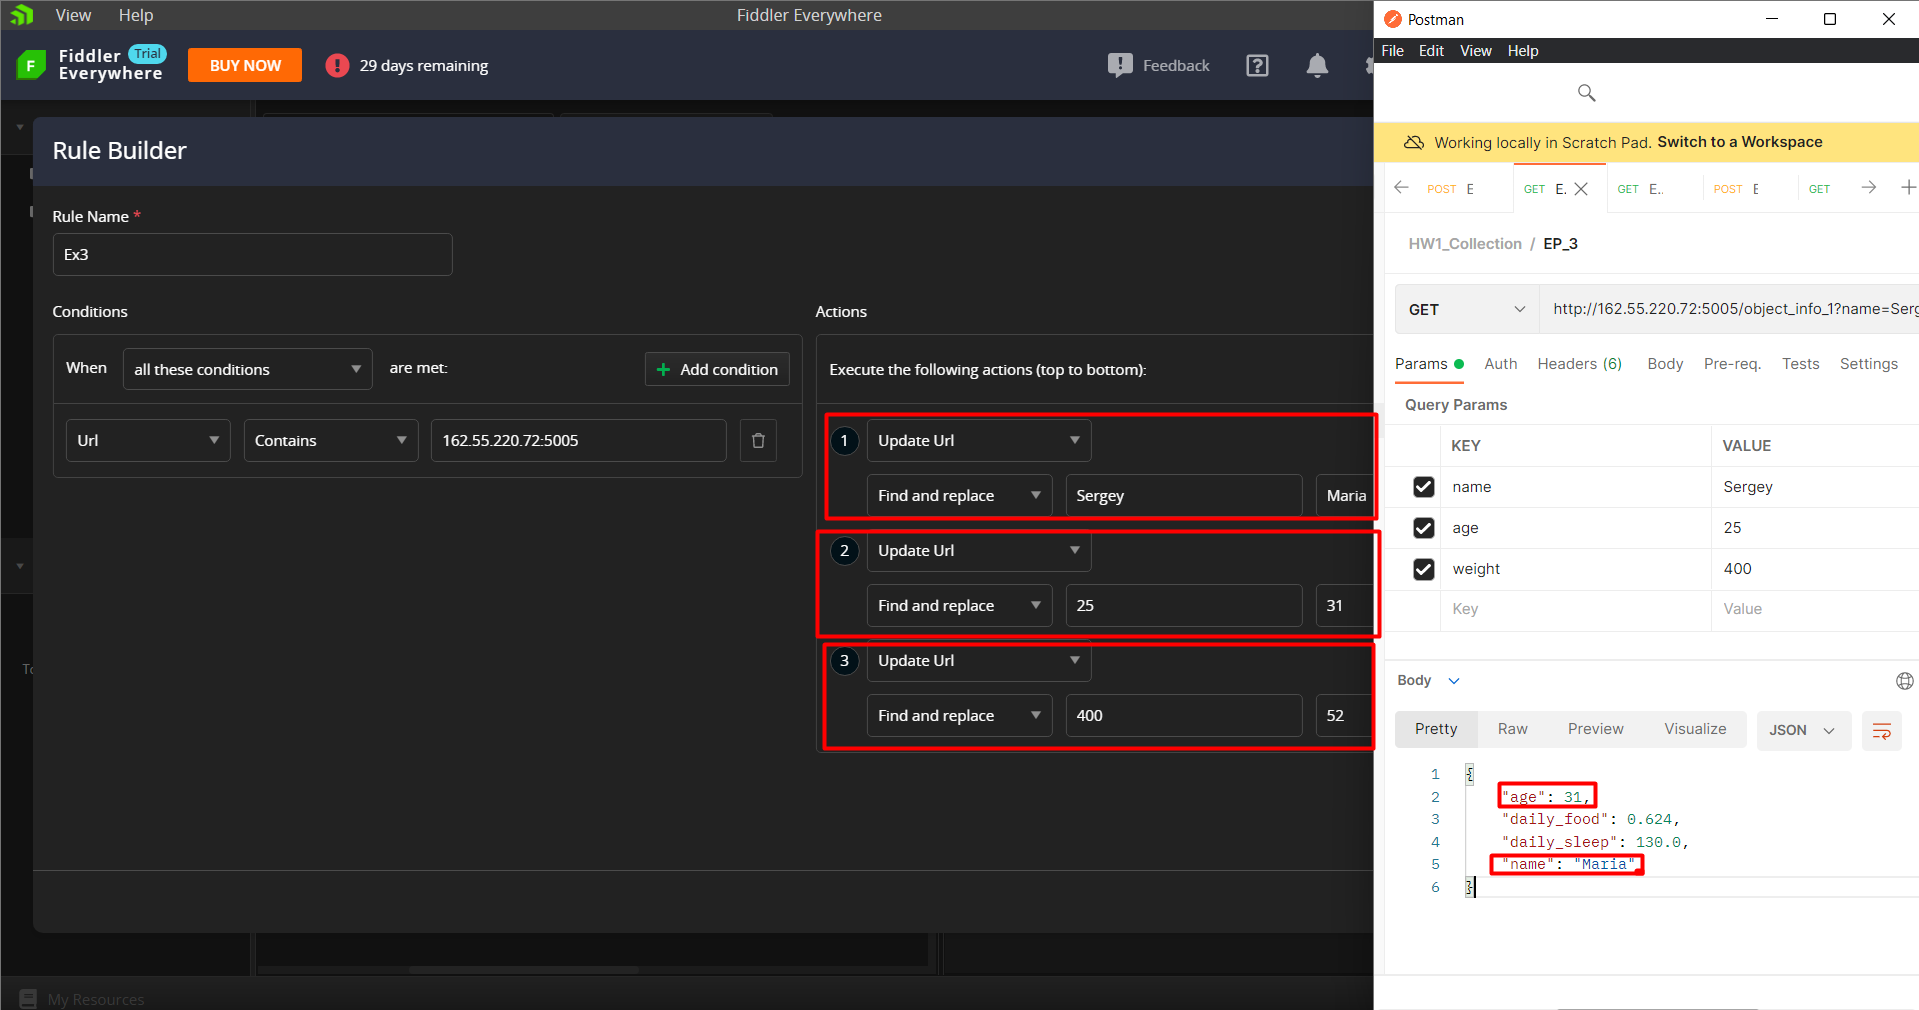 View Help
Fiddler Everywhere
Fiddler Everywhere Trial
BUY NOW
29 days remaining
Feedback
Rule Builder
Rule Name *
Ex3
Conditions
When all these conditions are met:
Add condition
Url Contains 162.55.220.72:5005
Actions
Execute the following actions (top to bottom):
1 Update Url
Find and replace Sergey Maria
2 Update Url
Find and replace 25 31
3 Update Url
Find and replace 400 52
My Resources
Postman
File Edit View Help
Working locally in Scratch Pad. Switch to a Workspace
POST E GET E. GET E.. POST E GET
HW1_Collection / EP_3
GET http://162.55.220.72:5005/object_info_1?name=Serg
Params Auth Headers (6) Body Pre-req. Tests Settings
Query Params
KEY VALUE
name Sergey
age 25
weight 400
Key Value
Body
Pretty Raw Preview Visualize JSON
1 {
2 "age": 31,
3 "daily_food": 0.624,
4 "daily_sleep": 130.0,
5 "name": "Maria"
6 }